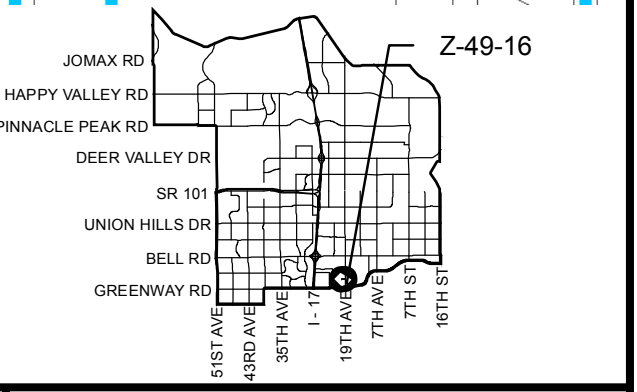 Z-49-16
JOMAX RD
HAPPY VALLEY RD
PINNACLE PEAK RD
DEER VALLEY DR
SR 101
UNION HILLS DR
BELL RD
GREENWAY RD
51ST AVE
43RD AVE
35TH AVE
I - 17
19TH AVE
7TH AVE
7TH ST
16TH ST